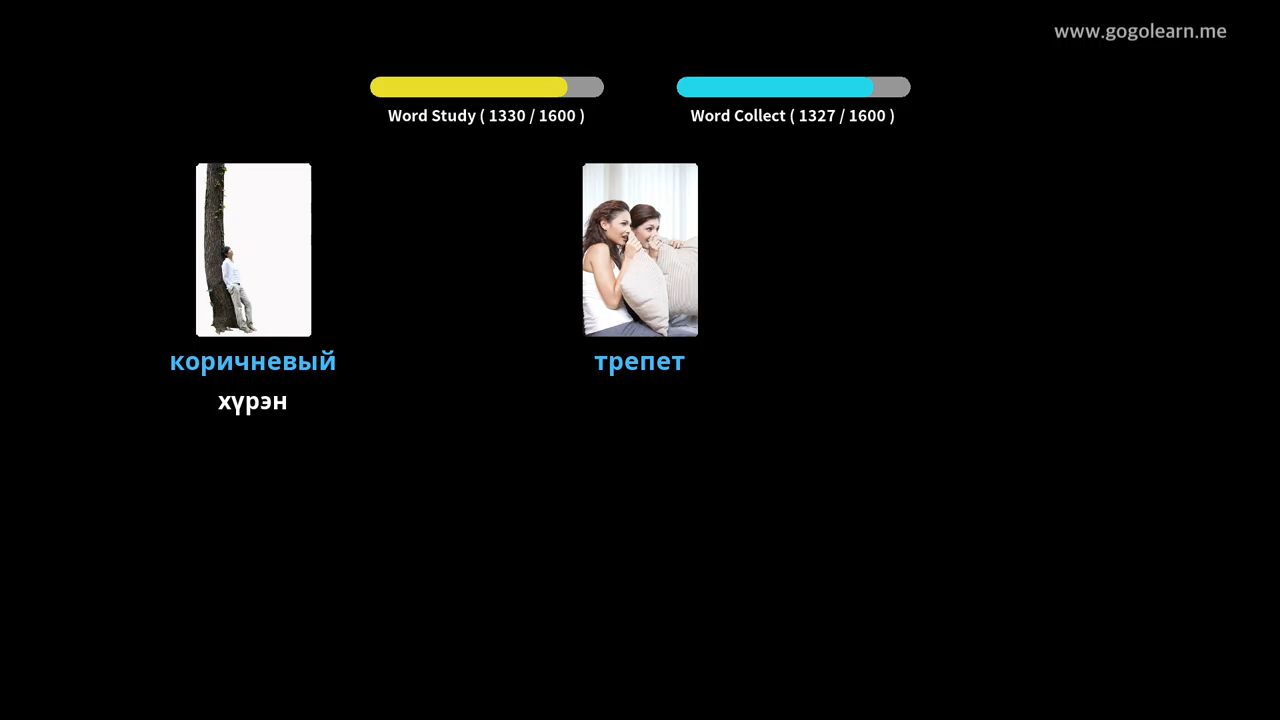 www.gogolearn.me
Word Study ( 1330 / 1600 )
Word Collect ( 1327 / 1600 )
коричневый
хүрэн
трепет